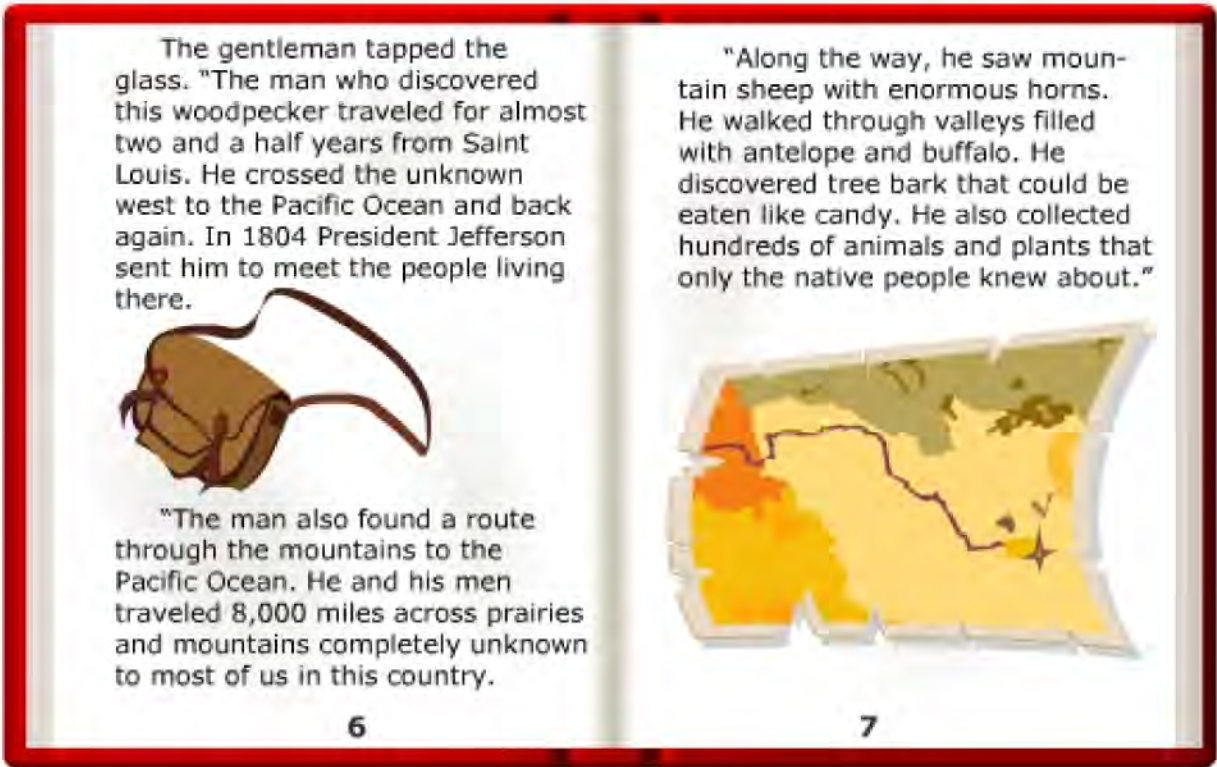 The gentleman tapped the
glass. “The man who discovered
this woodpecker traveled for almost
two and a half years from Saint
Louis. He crossed the unknown
west to the Pacific Ocean and back
again. In 1804 President Jefferson
sent him to meet the people living
there.
“The man also found a route
through the mountains to the
Pacific Ocean. He and his men
traveled 8,000 miles across prairies
and mountains completely unknown
to most of us in this country.
6
“Along the way, he saw moun-
tain sheep with enormous horns.
He walked through valleys filled
with antelope and buffalo. He
discovered tree bark that could be
eaten like candy. He also collected
hundreds of animals and plants that
only the native people knew about.”
7